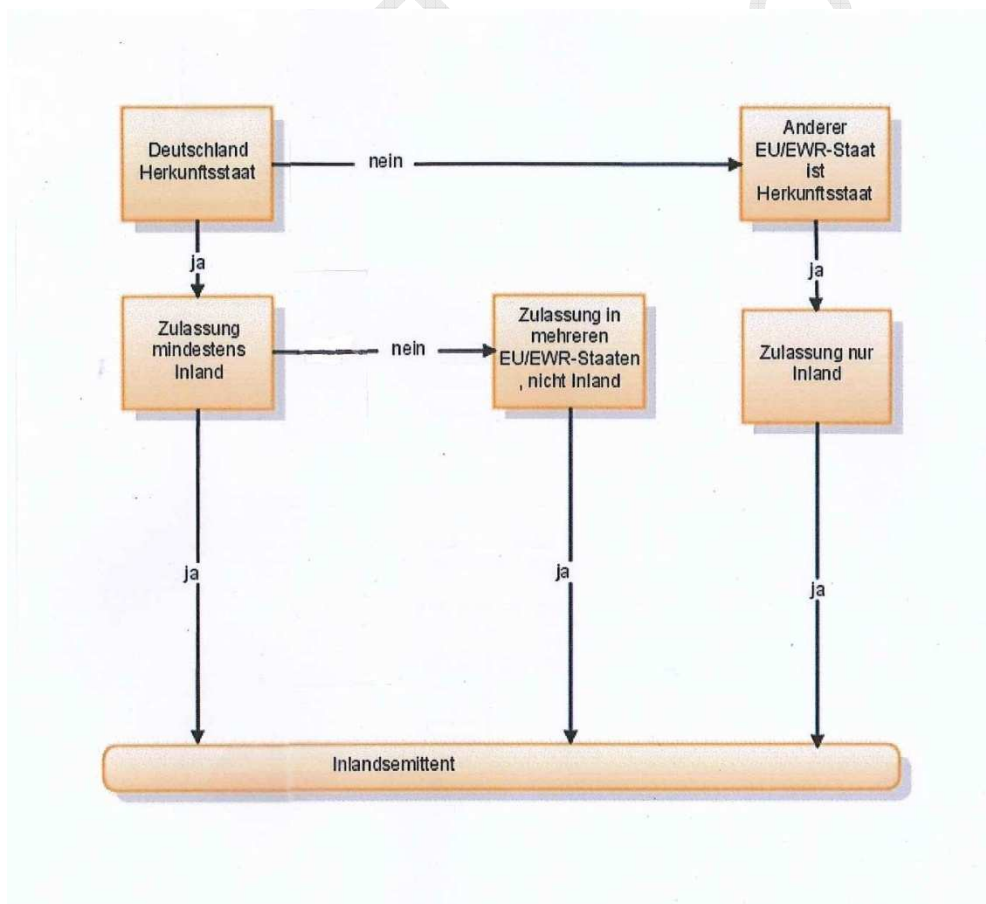 Deutschland
Herkunftsstaat
nein
Anderer
EU/EWR-Staat
ist
Herkunftsstaat
ja
ja
Zulassung
mindestens
Inland
nein
Zulassung in
mehreren
EU/EWR-Staaten
, nicht Inland
Zulassung nur
Inland
ja
ja
ja
Inlandsemittent